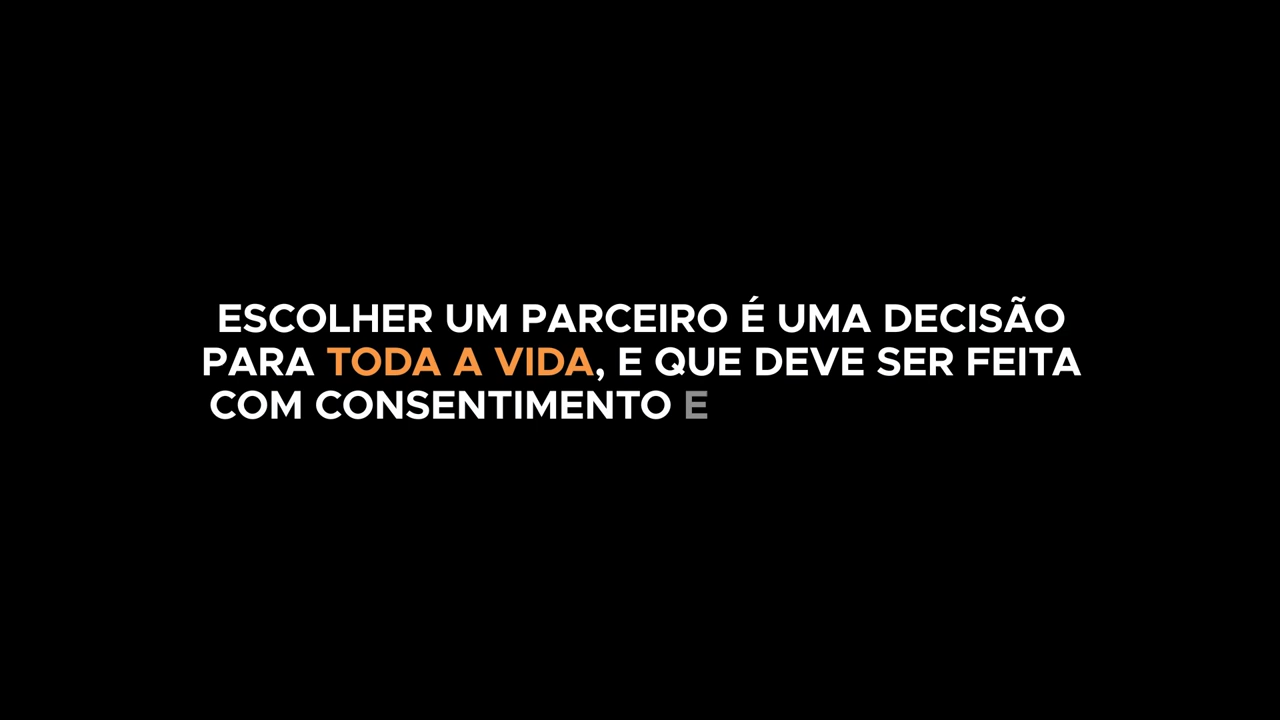 ESCOLHER UM PARCEIRO É UMA DECISÃO
PARA TODA A VIDA, E QUE DEVE SER FEITA
COM CONSENTIMENTO E